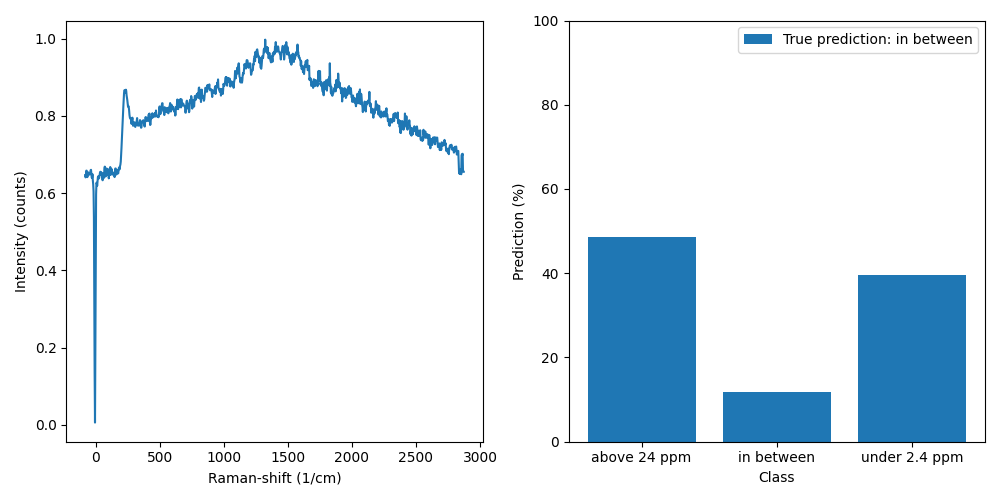 1.0
0.8
0.6
0.4
0.2
0.0
0
500
1000
1500
2000
2500
3000
Intensity (counts)
Raman-shift (1/cm)
100
80
60
40
20
0
Prediction (%)
True prediction: in between
above 24 ppm
in between
under 2.4 ppm
Class